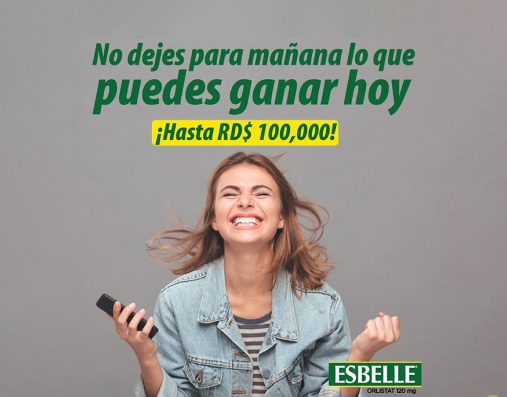 No dejes para mañana lo que
puedes ganar hoy
¡Hasta RD$ 100,000!
ESBELLE
ORLISTAT 120 mg